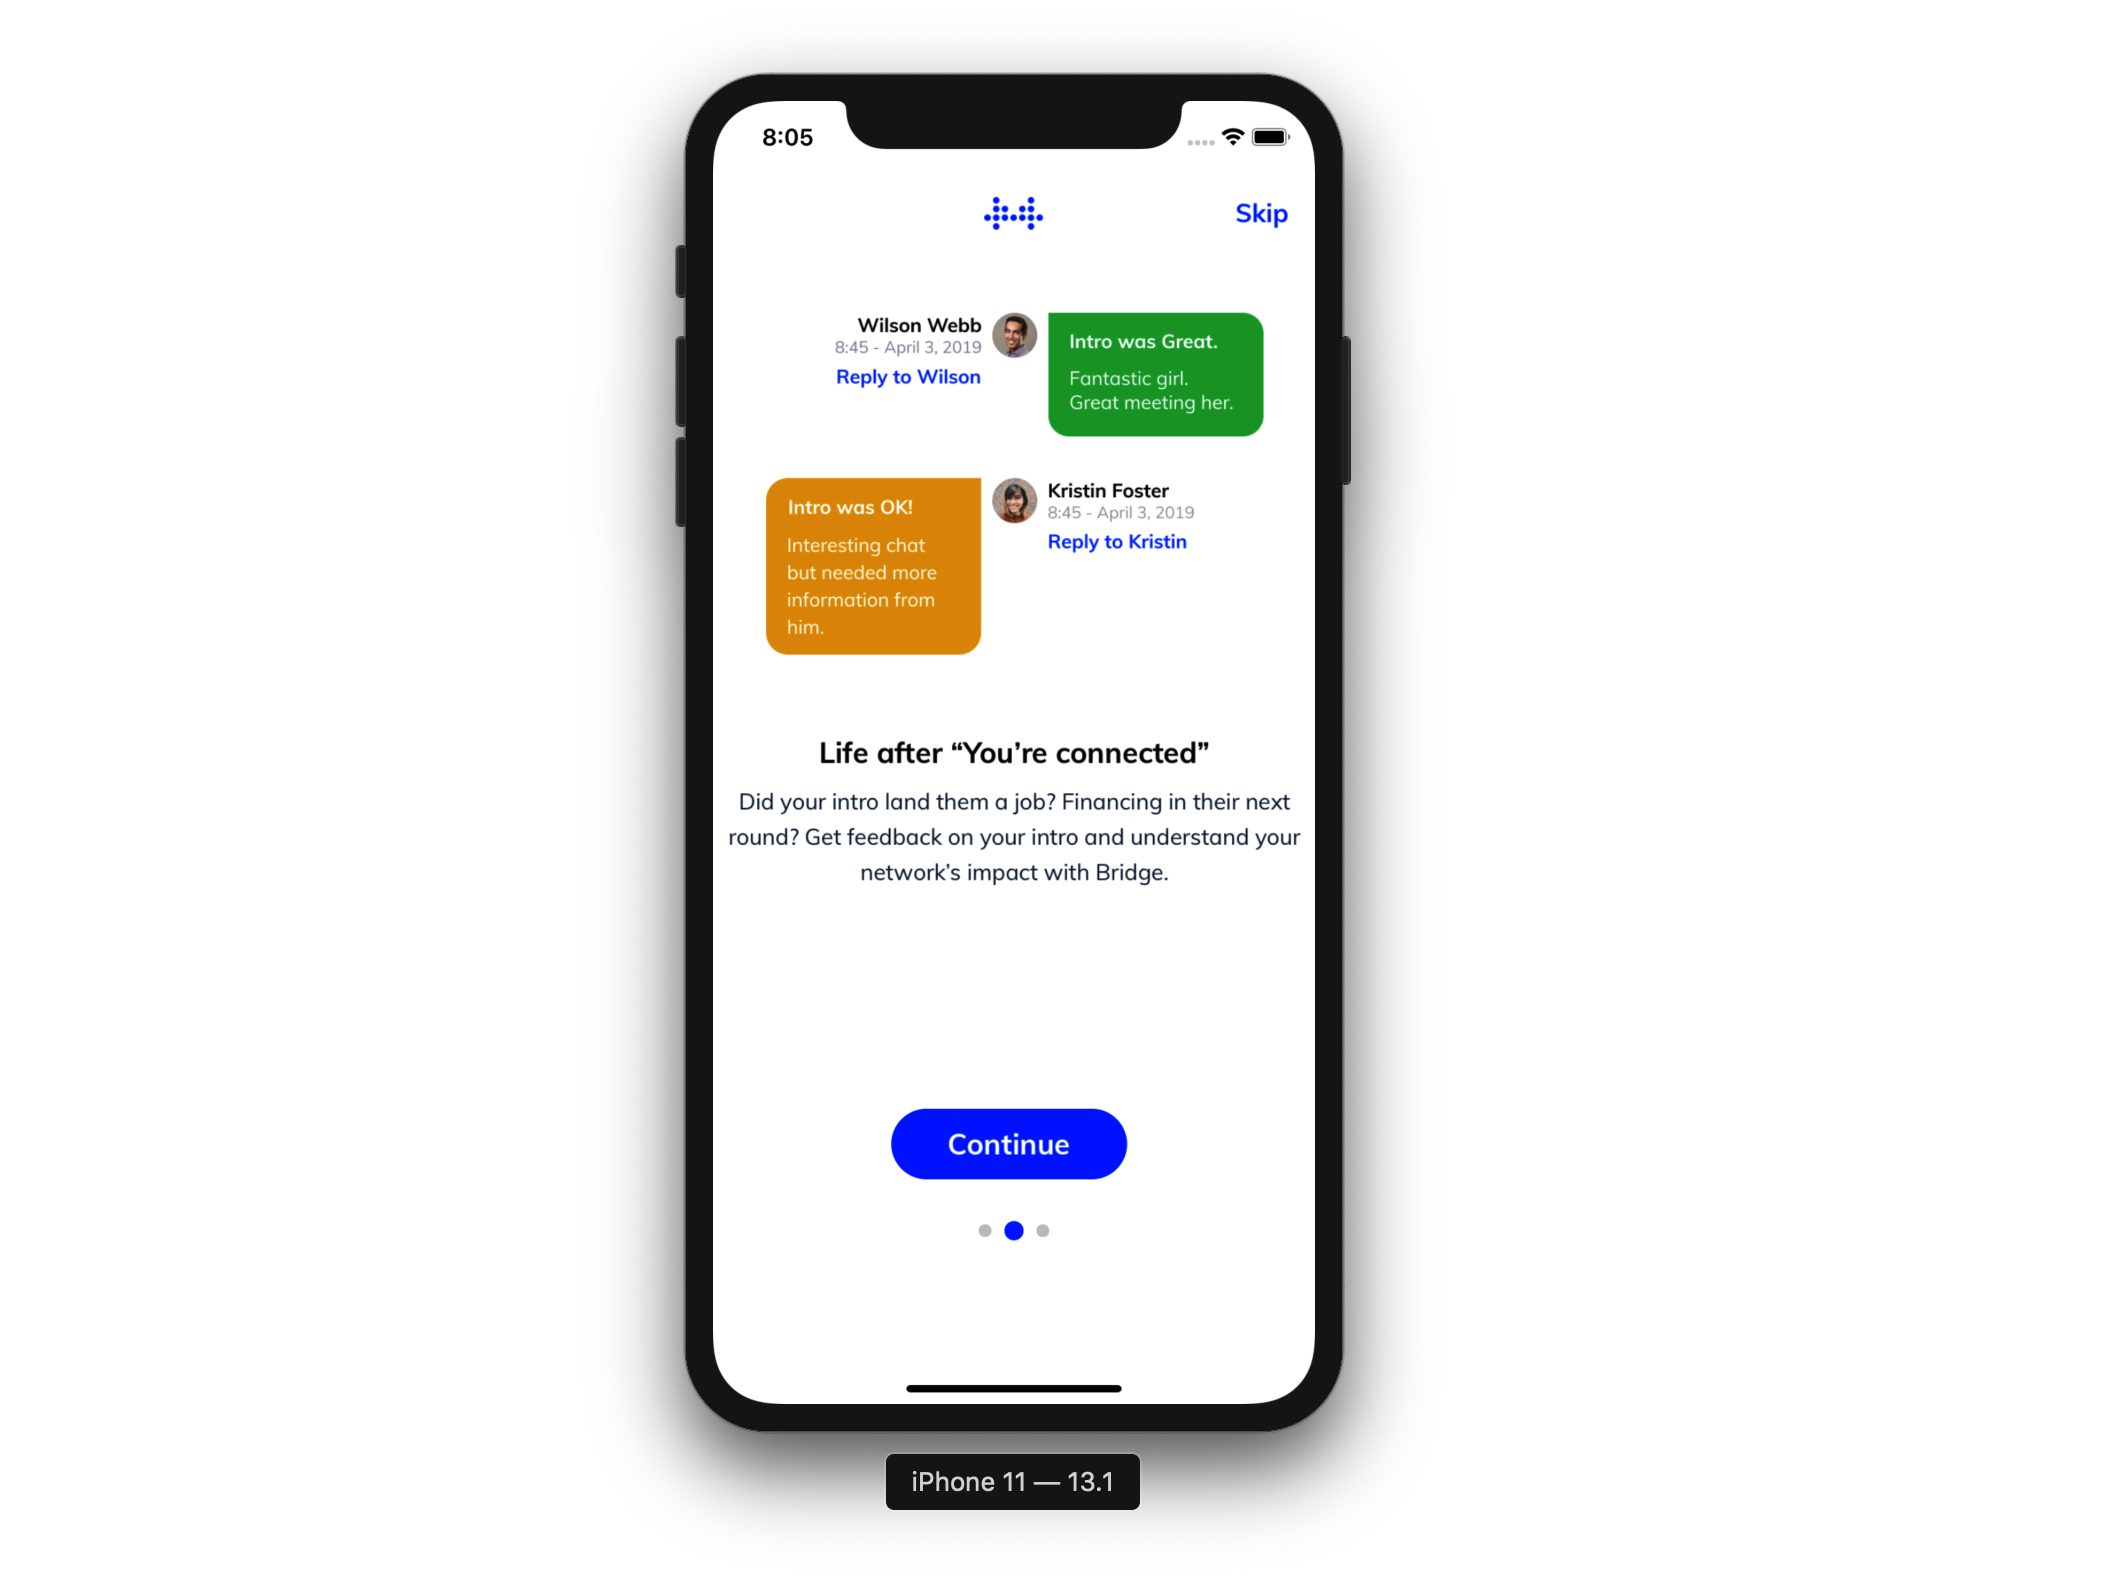 8:05
Skip
Wilson Webb
8:45 - April 3, 2019
Reply to Wilson
Intro was Great.
Fantastic girl.
Great meeting her.
Intro was OK!
Interesting chat
but needed more
information from
him.
Kristin Foster
8:45 - April 3, 2019
Reply to Kristin
Life after “You’re connected”
Did your intro land them a job? Financing in their next
round? Get feedback on your intro and understand your
network’s impact with Bridge.
Continue
iPhone 11 — 13.1